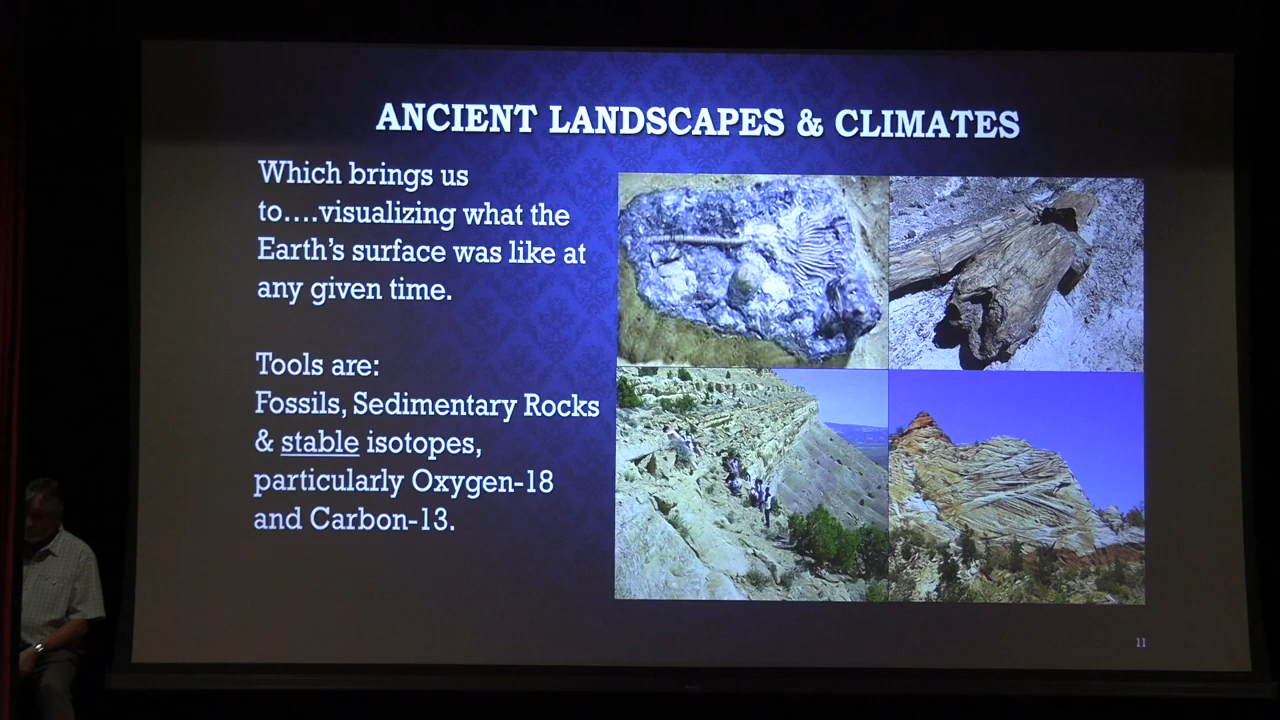 ANCIENT LANDSCAPES & CLIMATES
Which brings us
to....visualizing what the
Earth's surface was like at
any given time.
Tools are:
Fossils, Sedimentary Rocks
& stable isotopes,
particularly Oxygen-18
and Carbon-13.
11